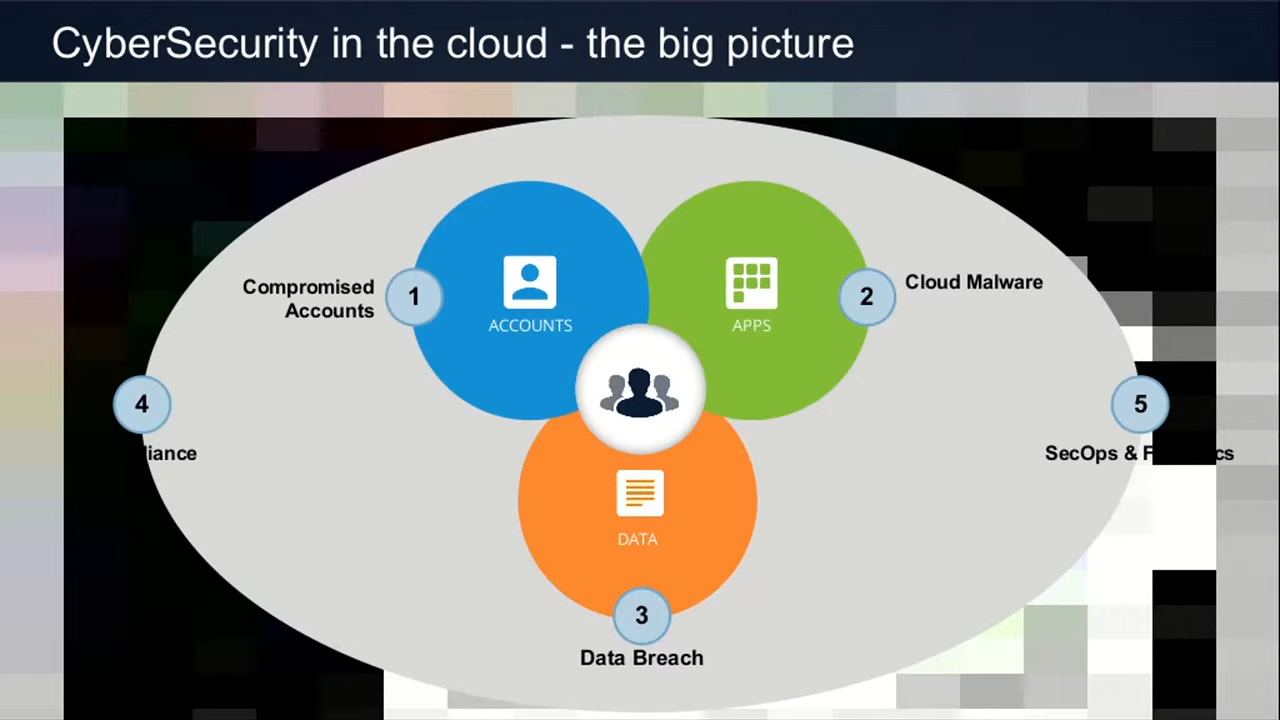 CyberSecurity in the cloud - the big picture
Compromised
Accounts
1
ACCOUNTS
APPS
2
Cloud Malware
4
5
SecOps &
DATA
3
Data Breach